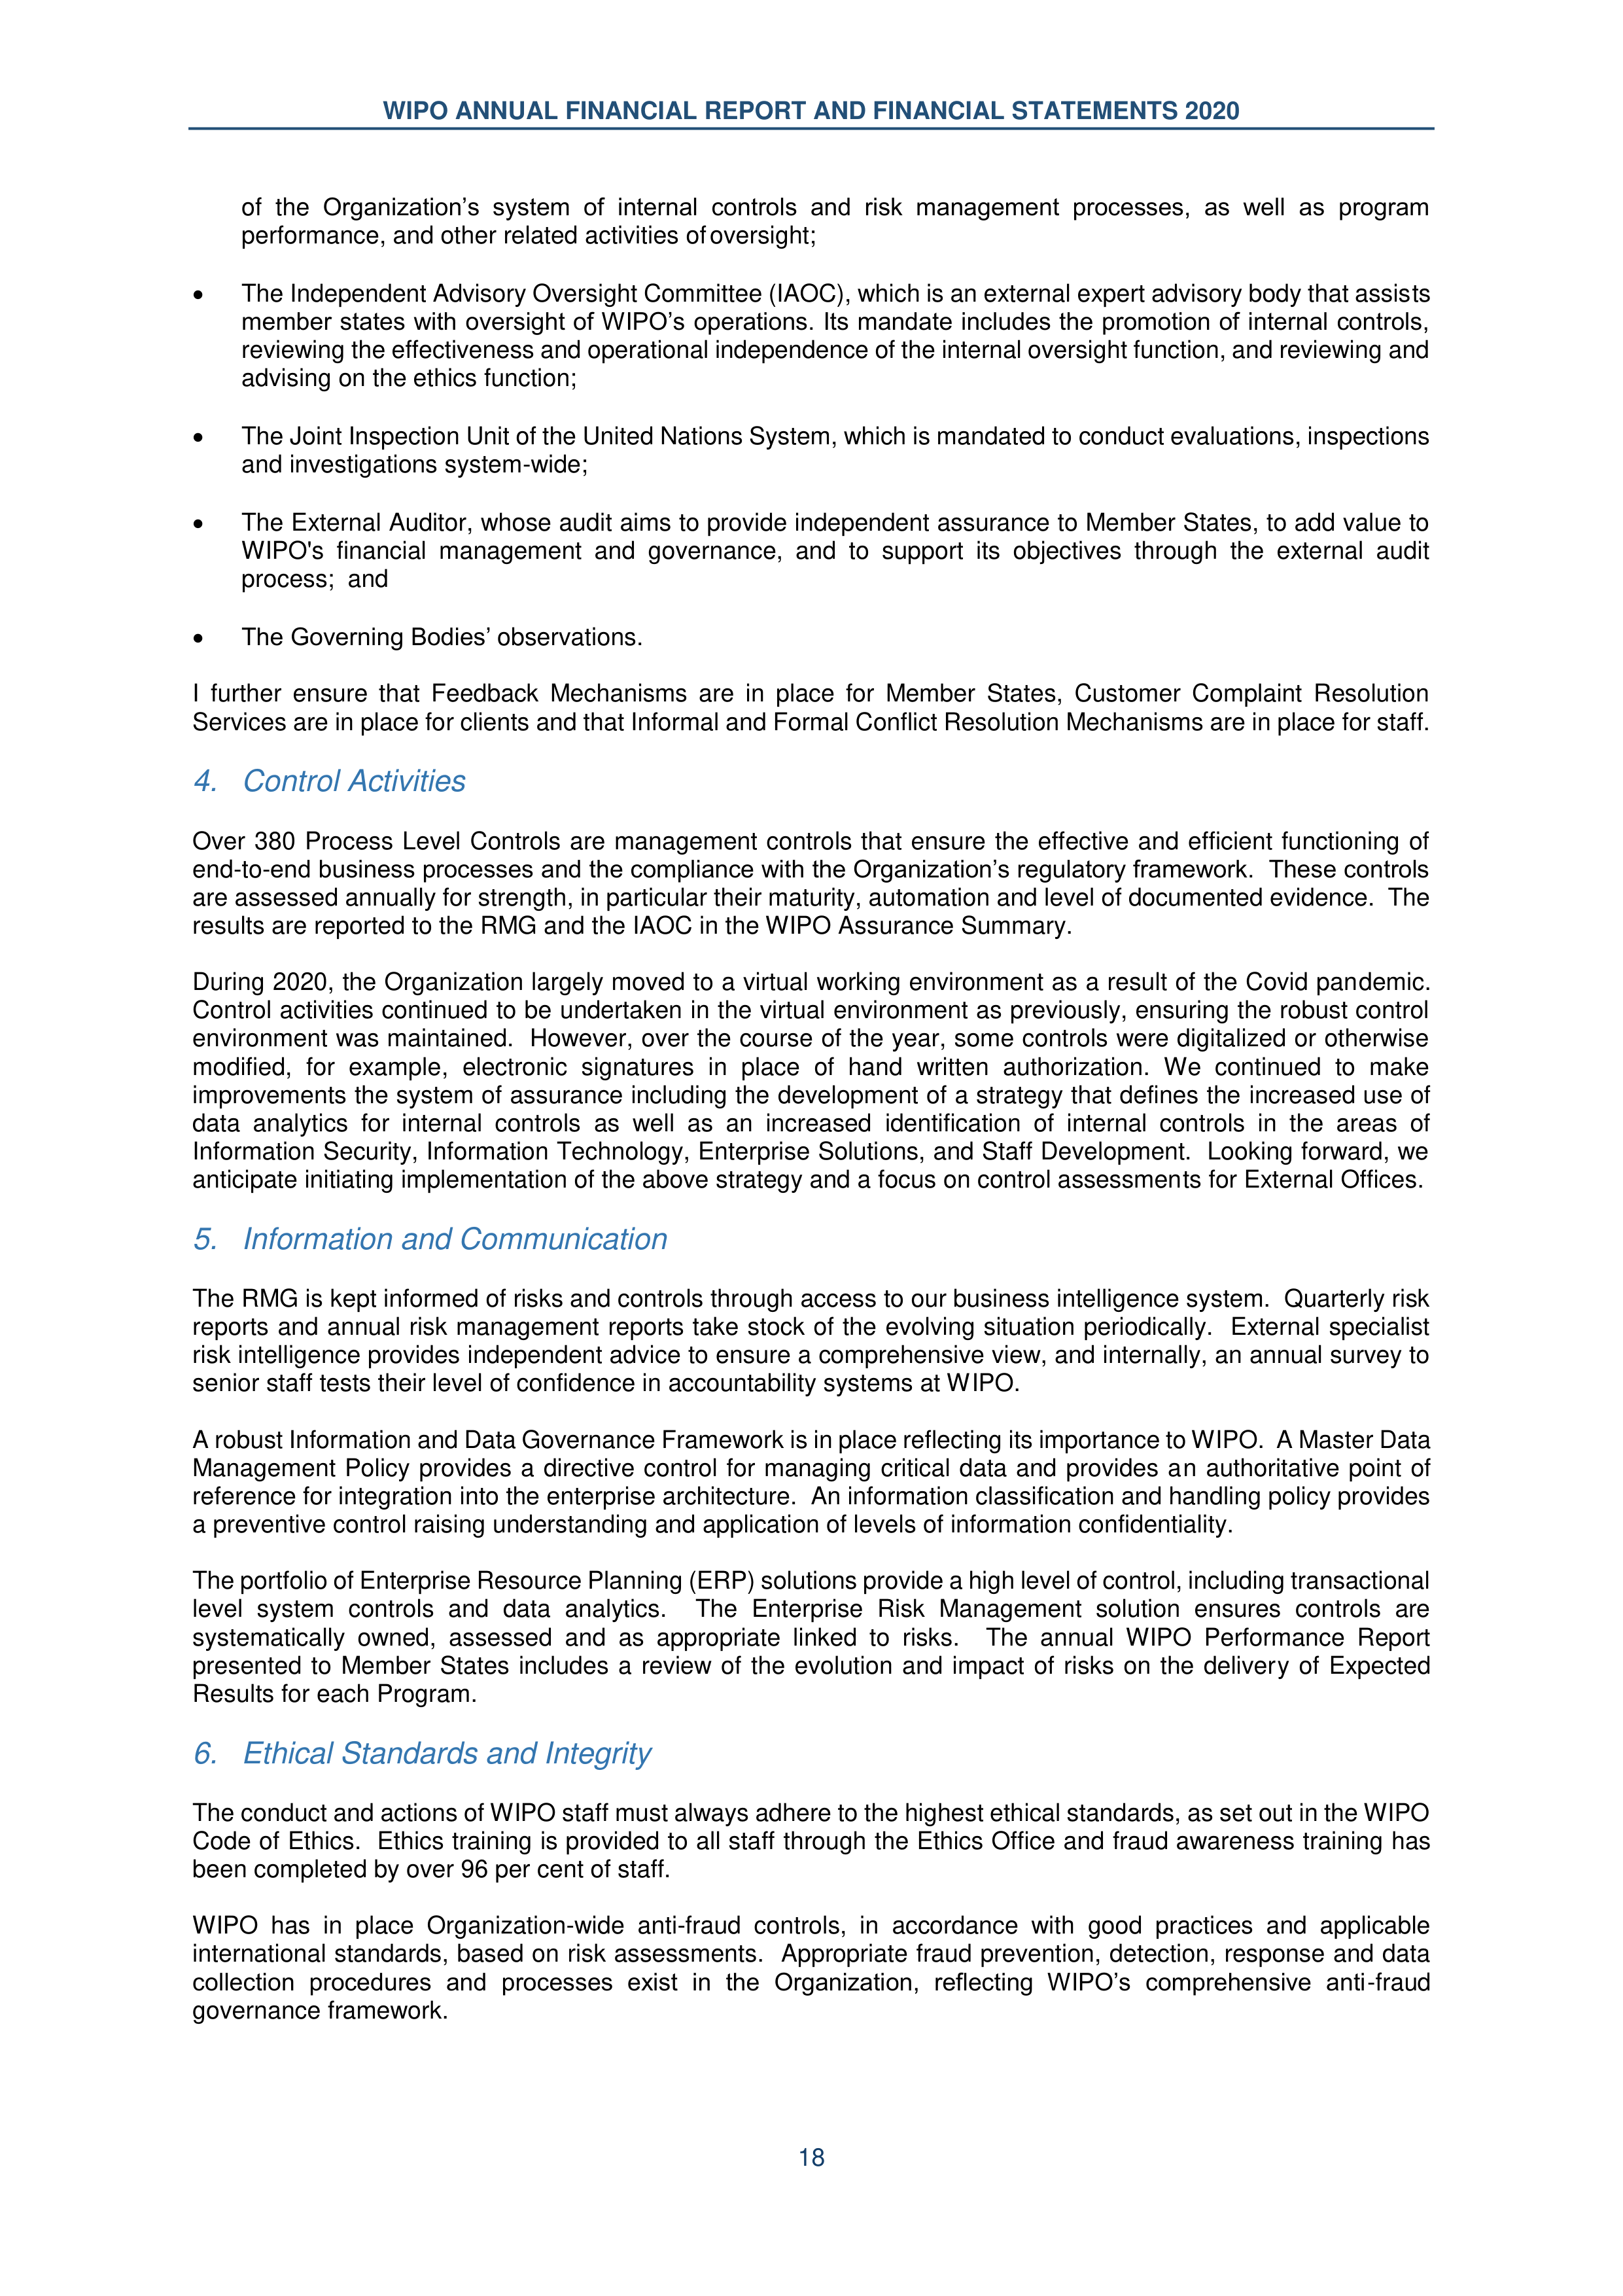 WIPO ANNUAL FINANCIAL REPORT AND FINANCIAL STATEMENTS 2020
of the Organization’s system of internal controls and risk management processes, as well as program
performance, and other related activities of oversight;
• The Independent Advisory Oversight Committee (IAOC), which is an external expert advisory body that assists
member states with oversight of WIPO’s operations. Its mandate includes the promotion of internal controls,
reviewing the effectiveness and operational independence of the internal oversight function, and reviewing and
advising on the ethics function;
• The Joint Inspection Unit of the United Nations System, which is mandated to conduct evaluations, inspections
and investigations system-wide;
• The External Auditor, whose audit aims to provide independent assurance to Member States, to add value to
WIPO's financial management and governance, and to support its objectives through the external audit
process; and
• The Governing Bodies’ observations.
I further ensure that Feedback Mechanisms are in place for Member States, Customer Complaint Resolution
Services are in place for clients and that Informal and Formal Conflict Resolution Mechanisms are in place for staff.
4. Control Activities
Over 380 Process Level Controls are management controls that ensure the effective and efficient functioning of
end-to-end business processes and the compliance with the Organization’s regulatory framework. These controls
are assessed annually for strength, in particular their maturity, automation and level of documented evidence. The
results are reported to the RMG and the IAOC in the WIPO Assurance Summary.
During 2020, the Organization largely moved to a virtual working environment as a result of the Covid pandemic.
Control activities continued to be undertaken in the virtual environment as previously, ensuring the robust control
environment was maintained. However, over the course of the year, some controls were digitalized or otherwise
modified, for example, electronic signatures in place of hand written authorization. We continued to make
improvements the system of assurance including the development of a strategy that defines the increased use of
data analytics for internal controls as well as an increased identification of internal controls in the areas of
Information Security, Information Technology, Enterprise Solutions, and Staff Development. Looking forward, we
anticipate initiating implementation of the above strategy and a focus on control assessments for External Offices.
5. Information and Communication
The RMG is kept informed of risks and controls through access to our business intelligence system. Quarterly risk
reports and annual risk management reports take stock of the evolving situation periodically. External specialist
risk intelligence provides independent advice to ensure a comprehensive view, and internally, an annual survey to
senior staff tests their level of confidence in accountability systems at WIPO.
A robust Information and Data Governance Framework is in place reflecting its importance to WIPO. A Master Data
Management Policy provides a directive control for managing critical data and provides an authoritative point of
reference for integration into the enterprise architecture. An information classification and handling policy provides
a preventive control raising understanding and application of levels of information confidentiality.
The portfolio of Enterprise Resource Planning (ERP) solutions provide a high level of control, including transactional
level system controls and data analytics. The Enterprise Risk Management solution ensures controls are
systematically owned, assessed and as appropriate linked to risks. The annual WIPO Performance Report
presented to Member States includes a review of the evolution and impact of risks on the delivery of Expected
Results for each Program.
6. Ethical Standards and Integrity
The conduct and actions of WIPO staff must always adhere to the highest ethical standards, as set out in the WIPO
Code of Ethics. Ethics training is provided to all staff through the Ethics Office and fraud awareness training has
been completed by over 96 per cent of staff.
WIPO has in place Organization-wide anti-fraud controls, in accordance with good practices and applicable
international standards, based on risk assessments. Appropriate fraud prevention, detection, response and data
collection procedures and processes exist in the Organization, reflecting WIPO’s comprehensive anti-fraud
governance framework.
18